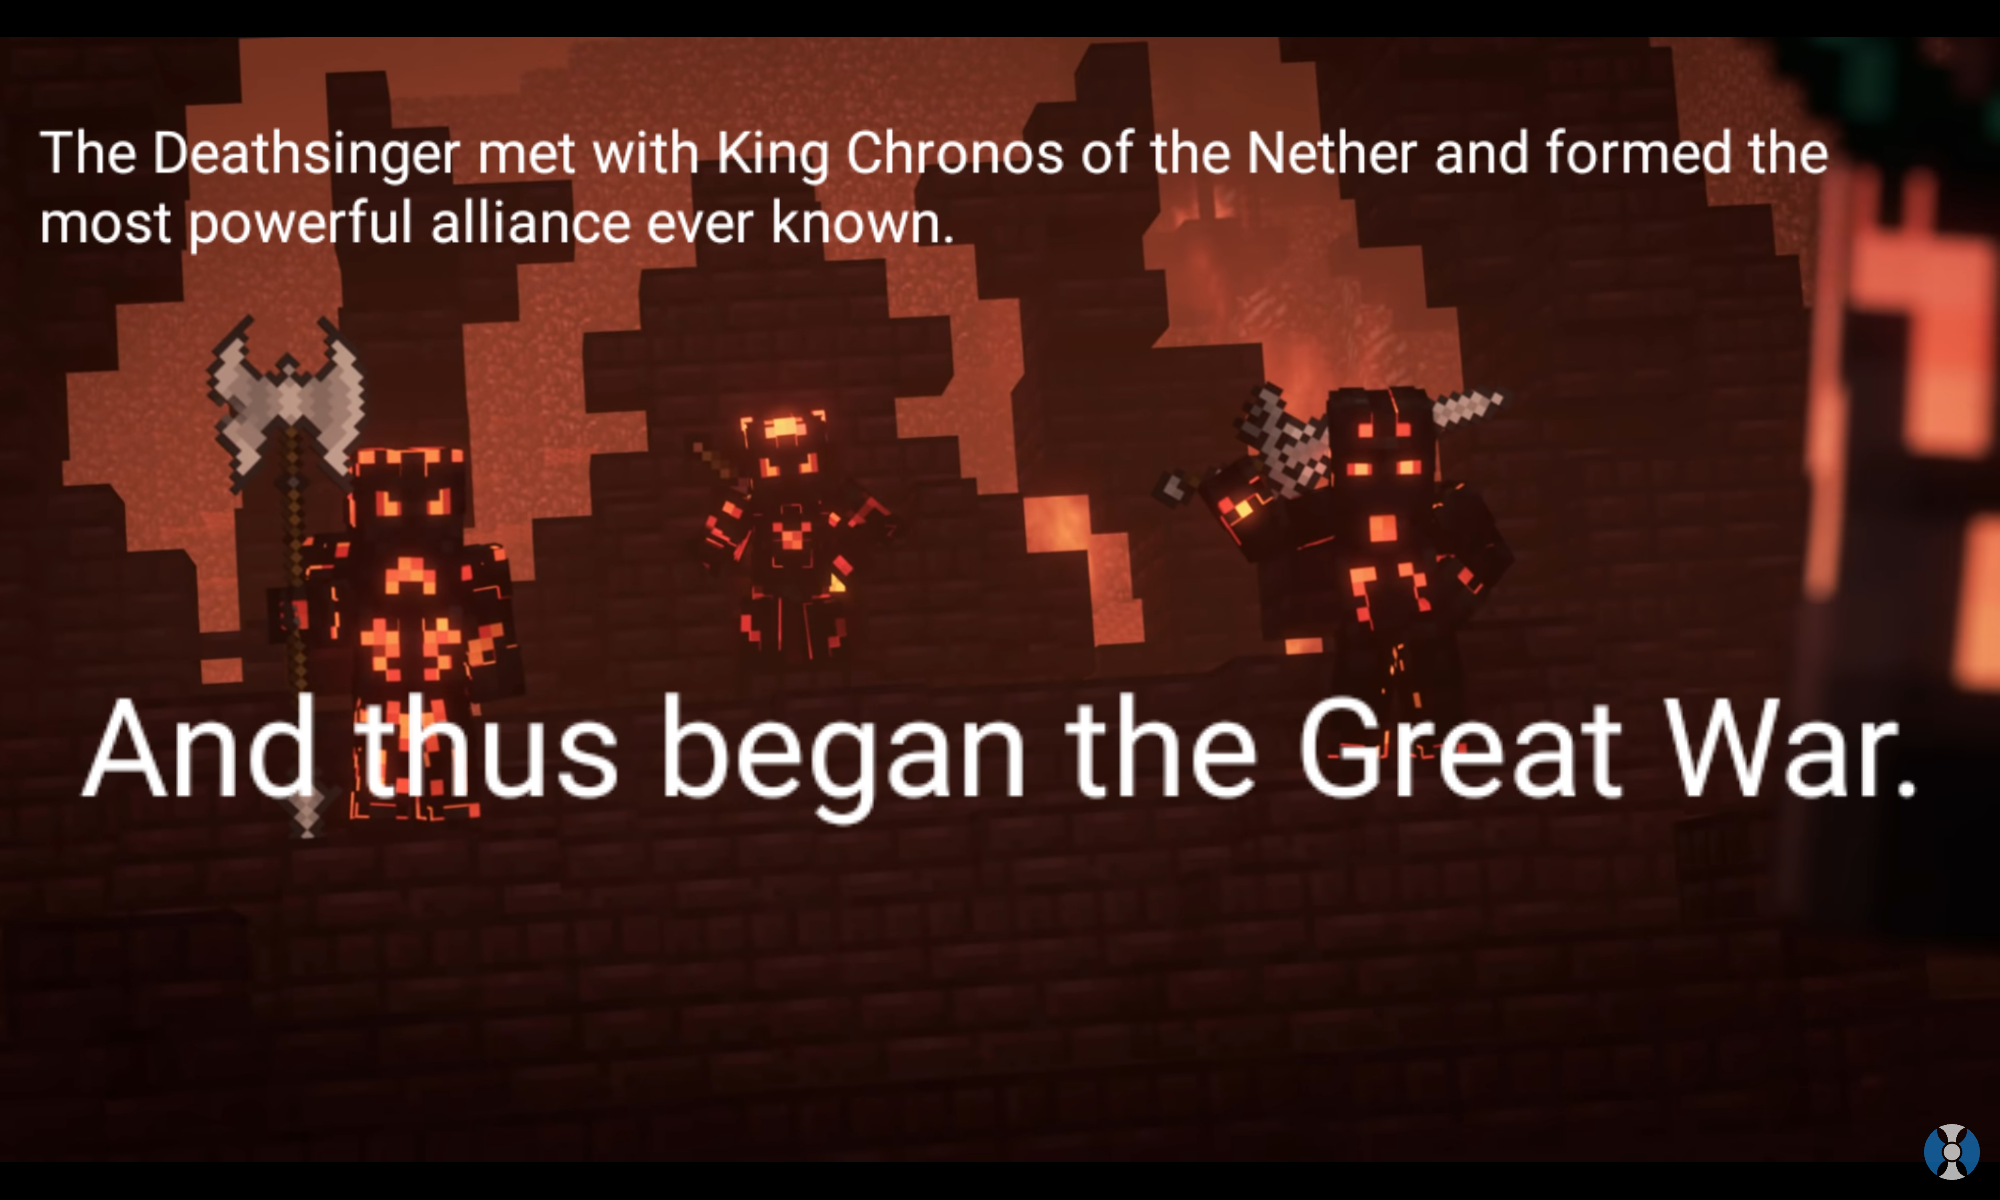 The Deathsinger met with King Chronos of the Nether and formed the
most powerful alliance ever known.
And thus began the Great War.